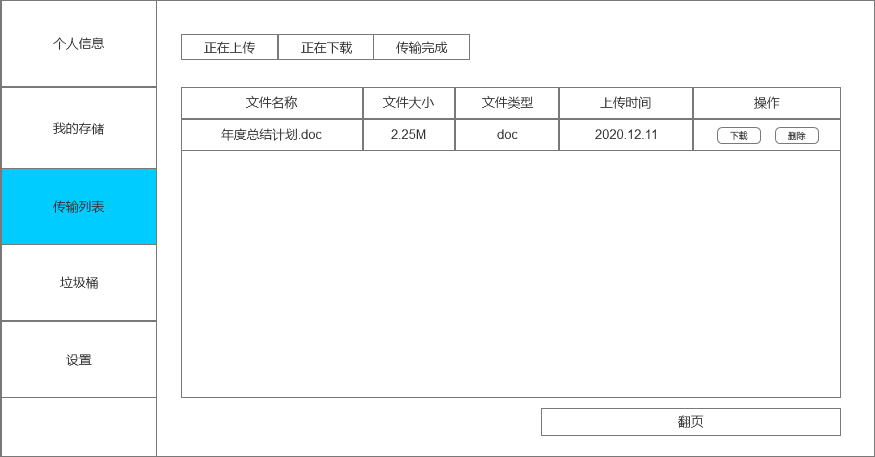 个人信息
我的存储
传输列表
垃圾桶
设置
正在上传 正在下载 传输完成
文件名称 文件大小 文件类型 上传时间 操作
年度总结计划.doc 2.25M doc 2020.12.11 下载 删除
翻页